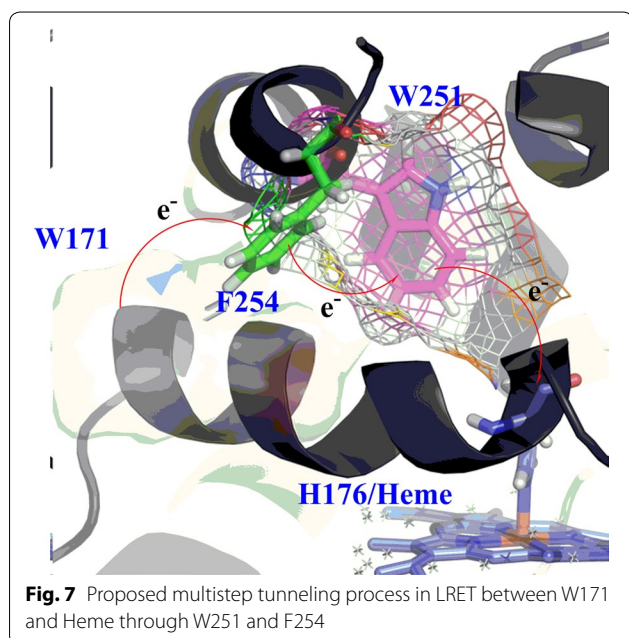 W251
e-
W171
F254
e-
e-
H176/Heme
Fig. 7 Proposed multistep tunneling process in LRET between W171
and Heme through W251 and F254